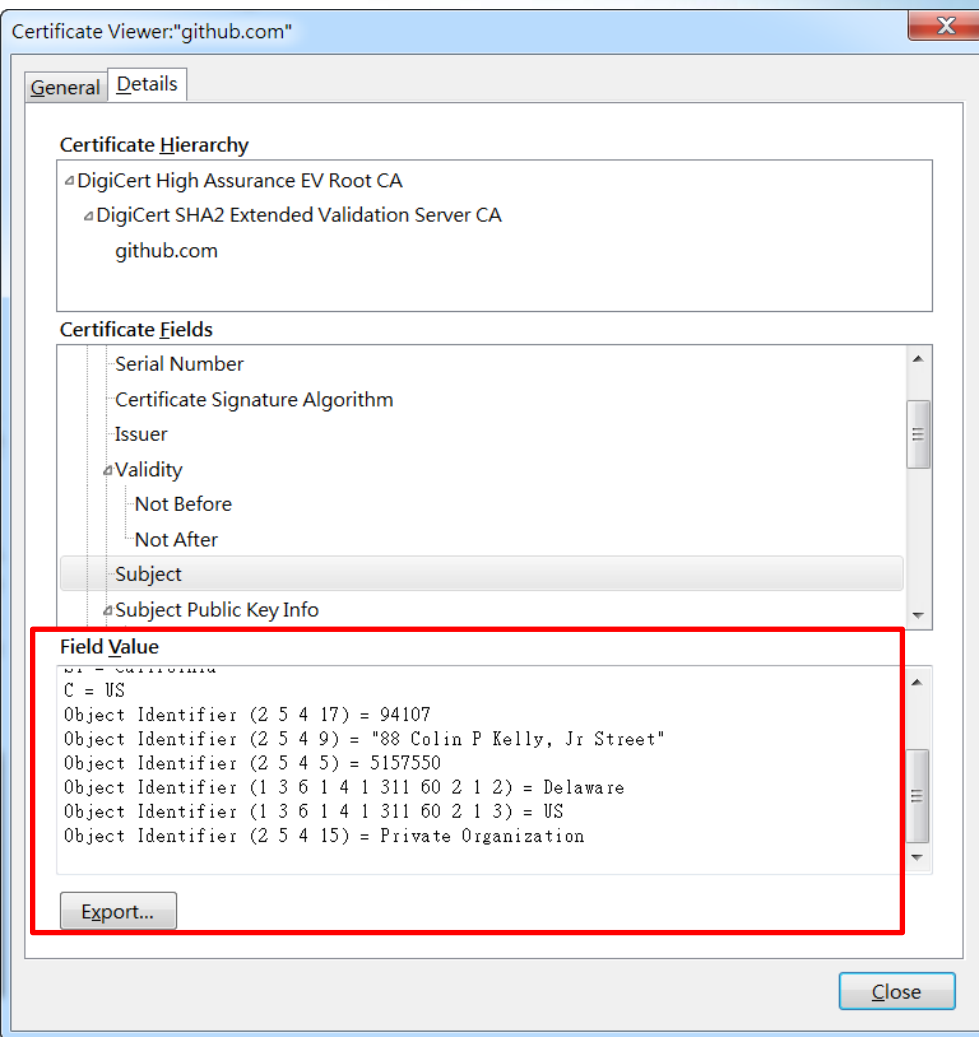 Certificate Viewer:"github.com"
General
Details
Certificate Hierarchy
DigiCert High Assurance EV Root CA
DigiCert SHA2 Extended Validation Server CA
github.com
Certificate Fields
Serial Number
Certificate Signature Algorithm
Issuer
Validity
Not Before
Not After
Subject
Subject Public Key Info
Field Value
ST = California
C = US
Object Identifier (2 5 4 17) = 94107
Object Identifier (2 5 4 9) = "88 Colin P Kelly, Jr Street"
Object Identifier (2 5 4 5) = 5157550
Object Identifier (1 3 6 1 4 1 311 60 2 1 2) = Delaware
Object Identifier (1 3 6 1 4 1 311 60 2 1 3) = US
Object Identifier (2 5 4 15) = Private Organization
Export...
Close